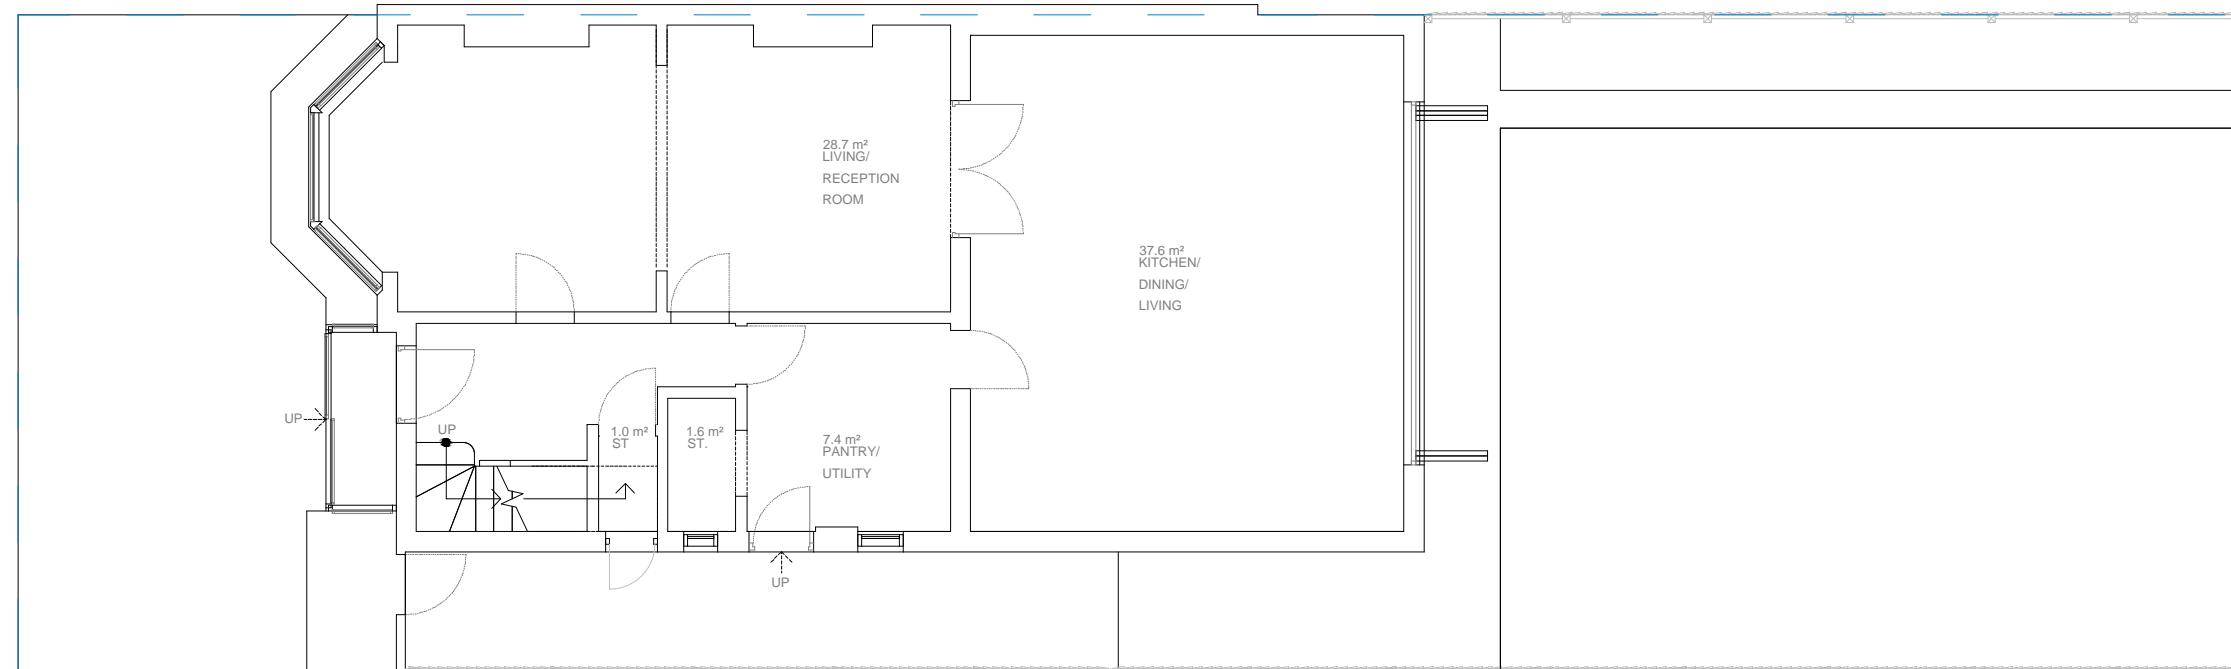 28.7 m²
LIVING/
RECEPTION
ROOM
37.6 m²
KITCHEN/
DINING/
LIVING
UP
UP
1.0 m²
ST
1.6 m²
ST.
7.4 m²
PANTRY/
UTILITY
UP